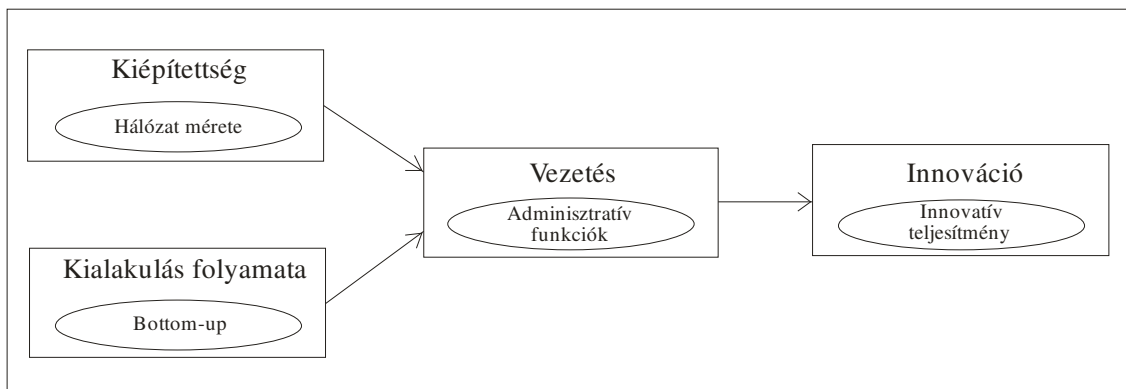 Kiépítettség
Hálózat mérete
Kialakulás folyamata
Bottom-up
Vezetés
Adminisztratív
funkciók
Innováció
Innovatív
teljesítmény